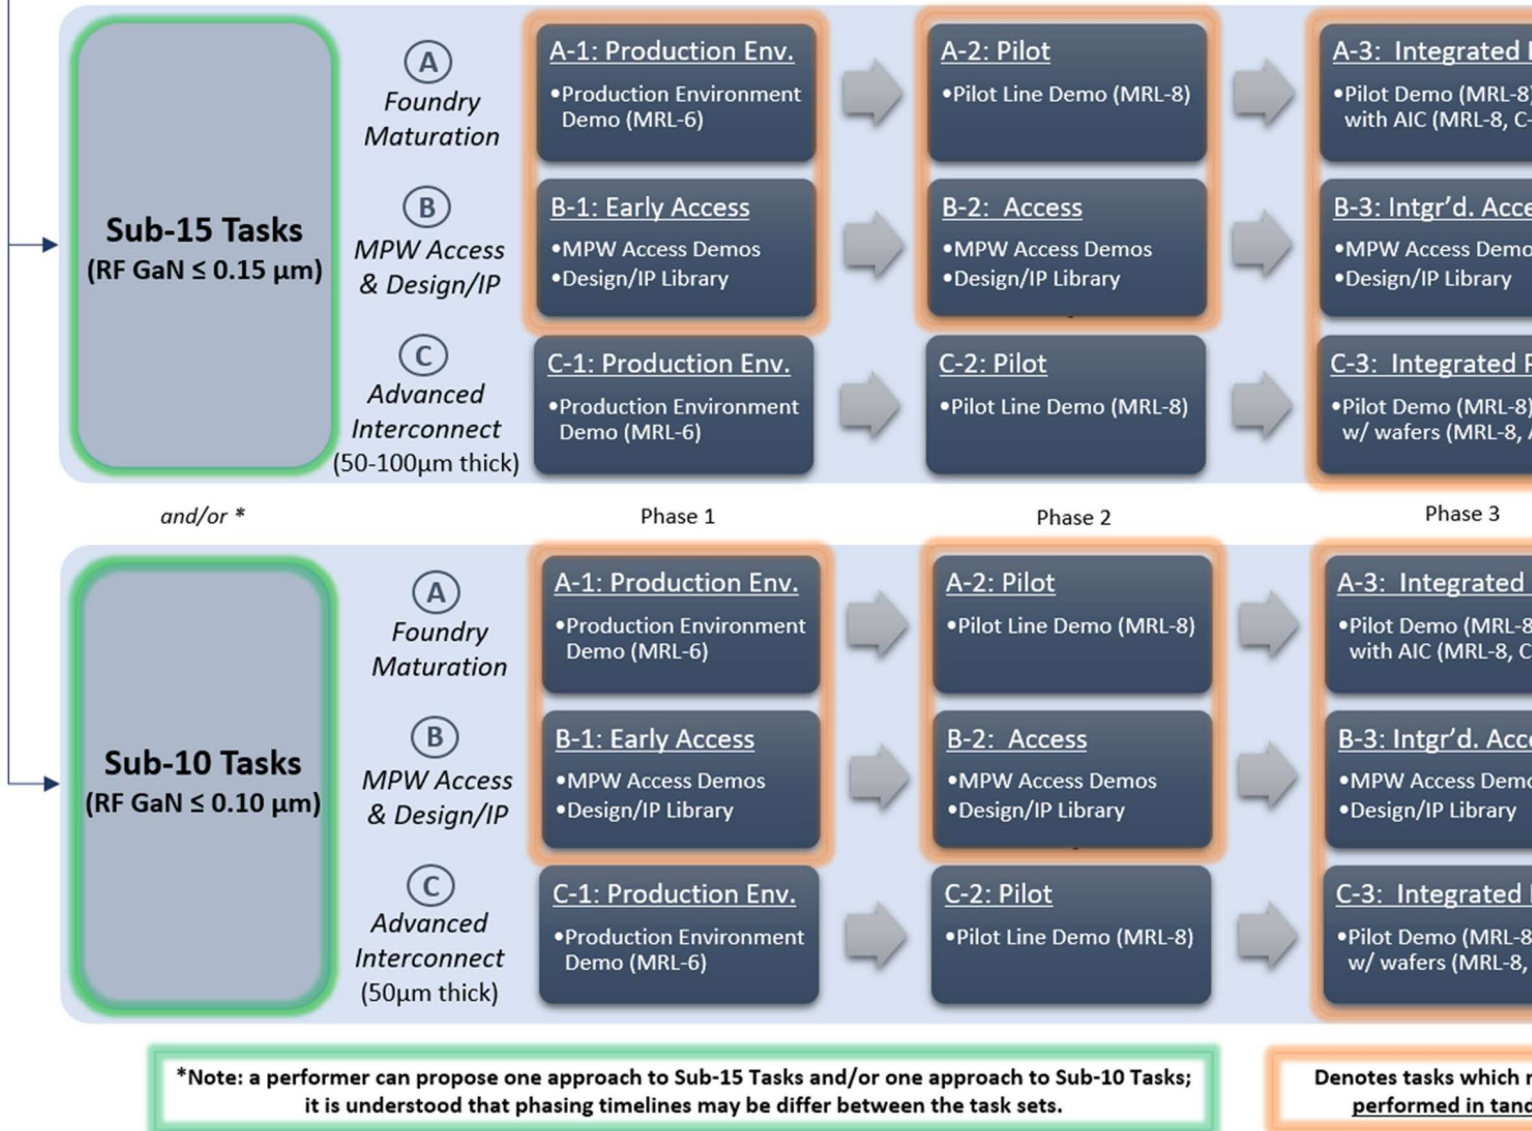 Sub-15 Tasks
(RF GaN ≤ 0.15 µm)
A
Foundry
Maturation
A-1: Production Env.
•Production Environment
Demo (MRL-6)
A-2: Pilot
•Pilot Line Demo (MRL-8)
A-3: Integrated
•Pilot Demo (MRL-8)
with AIC (MRL-8, C-
B
MPW Access
& Design/IP
B-1: Early Access
•MPW Access Demos
•Design/IP Library
B-2: Access
•MPW Access Demos
•Design/IP Library
B-3: Intgr’d. Acce
•MPW Access Demo
•Design/IP Library
C
Advanced
Interconnect
(50-100µm thick)
C-1: Production Env.
•Production Environment
Demo (MRL-6)
C-2: Pilot
•Pilot Line Demo (MRL-8)
C-3: Integrated P
•Pilot Demo (MRL-8)
w/ wafers (MRL-8,
and/or *
Phase 1
Phase 2
Phase 3
Sub-10 Tasks
(RF GaN ≤ 0.10 µm)
A
Foundry
Maturation
A-1: Production Env.
•Production Environment
Demo (MRL-6)
A-2: Pilot
•Pilot Line Demo (MRL-8)
A-3: Integrated
•Pilot Demo (MRL-8
with AIC (MRL-8, C
B
MPW Access
& Design/IP
B-1: Early Access
•MPW Access Demos
•Design/IP Library
B-2: Access
•MPW Access Demos
•Design/IP Library
B-3: Intgr’d. Acce
•MPW Access Demo
•Design/IP Library
C
Advanced
Interconnect
(50µm thick)
C-1: Production Env.
•Production Environment
Demo (MRL-6)
C-2: Pilot
•Pilot Line Demo (MRL-8)
C-3: Integrated
•Pilot Demo (MRL-8
w/ wafers (MRL-8,
*Note: a performer can propose one approach to Sub-15 Tasks and/or one approach to Sub-10 Tasks;
it is understood that phasing timelines may be differ between the task sets.
Denotes tasks which
performed in tand